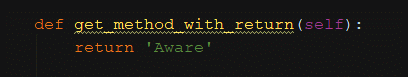 def get_method_with_return(self):
return 'Aware'